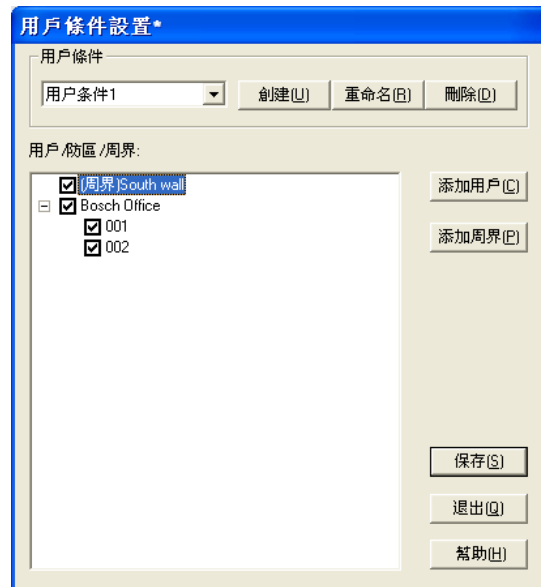 用戶條件設置*
用戶條件
用户条件1
創建(U)
重命名(R)
刪除(D)
用戶/防區/周界:
[周界]South wall
Bosch Office
001
002
添加用戶(C)
添加周界(P)
保存(S)
退出(Q)
幫助(H)